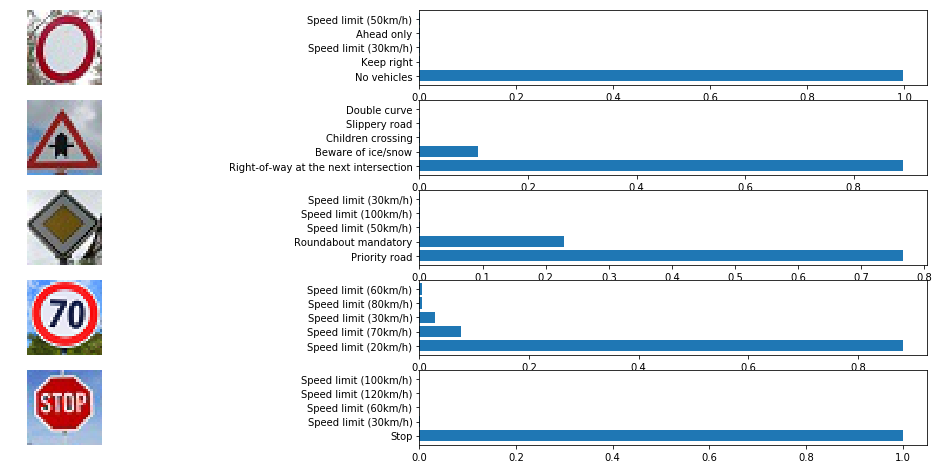 Speed limit (50km/h)
Ahead only
Speed limit (30km/h)
Keep right
No vehicles
0.0 0.2 0.4 0.6 0.8 1.0
Double curve
Slippery road
Children crossing
Beware of ice/snow
Right-of-way at the next intersection
0.0 0.2 0.4 0.6 0.8
Speed limit (30km/h)
Speed limit (100km/h)
Speed limit (50km/h)
Roundabout mandatory
Priority road
0.0 0.1 0.2 0.3 0.4 0.5 0.6 0.7 0.8
70
Speed limit (60km/h)
Speed limit (80km/h)
Speed limit (30km/h)
Speed limit (70km/h)
Speed limit (20km/h)
0.0 0.2 0.4 0.6 0.8
STOP
Speed limit (100km/h)
Speed limit (120km/h)
Speed limit (60km/h)
Speed limit (30km/h)
Stop
0.0 0.2 0.4 0.6 0.8 1.0